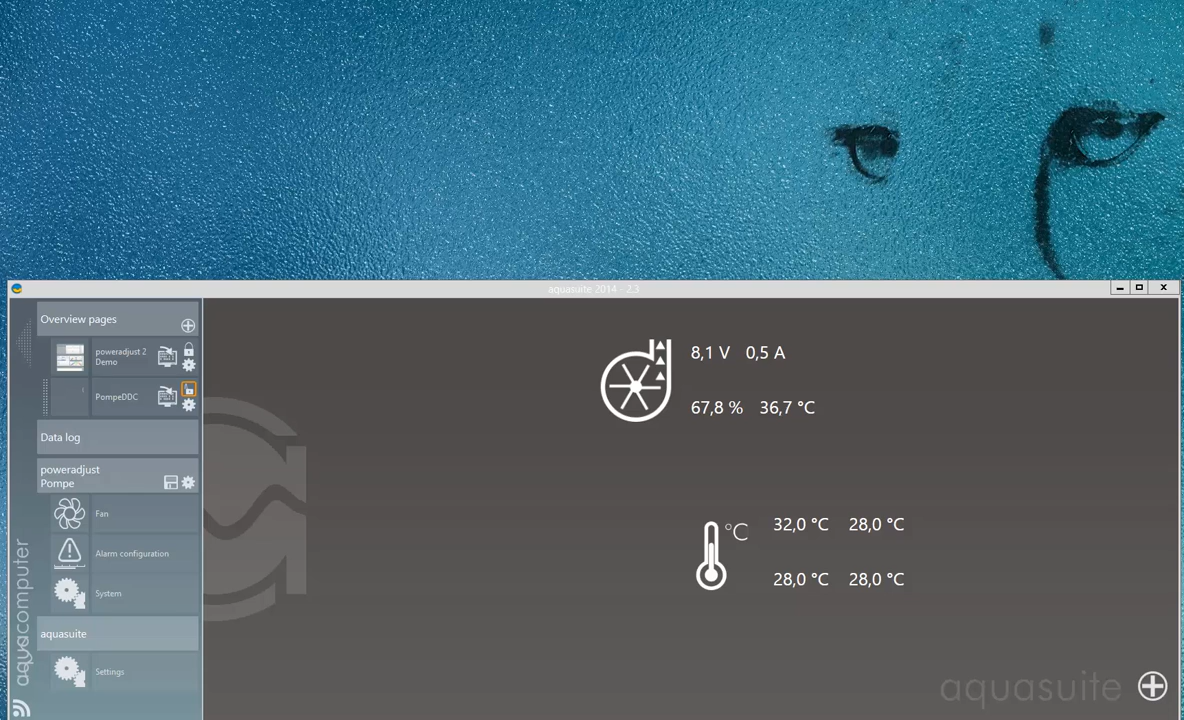 aquasuite 2014 - 2.3
Overview pages
poweradjust 2
Demo
PompeDDC
Data log
poweradjust
Pompe
Fan
Alarm configuration
System
aquasuite
Settings
aquacomputer
8,1 V 0,5 A
67,8 % 36,7 °C
°C
32,0 °C 28,0 °C
28,0 °C 28,0 °C
aquasuite